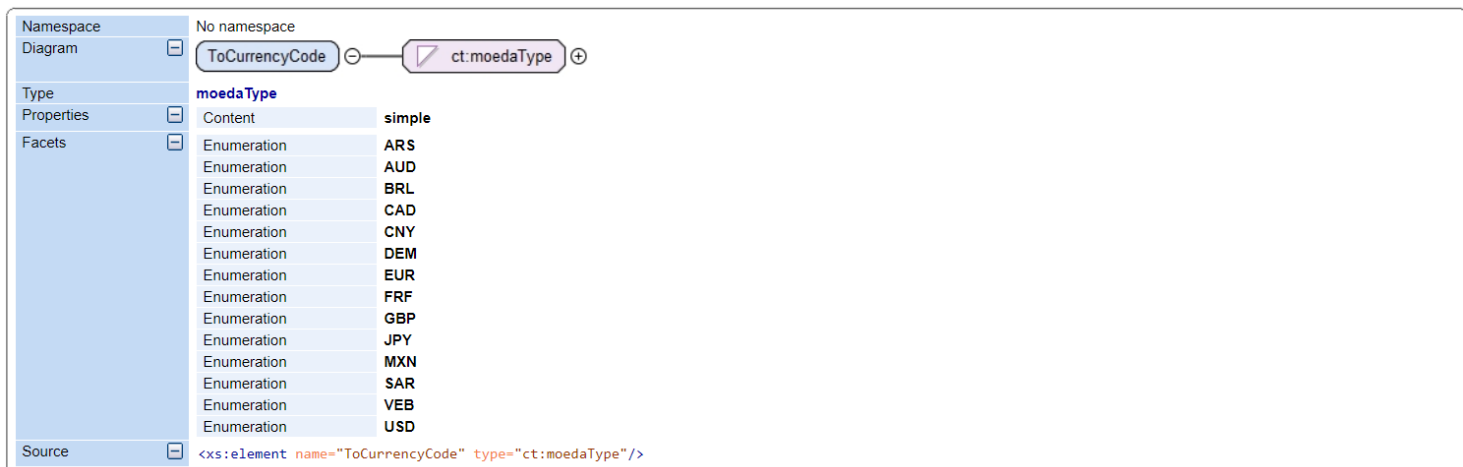 Namespace No namespace
Diagram ToCurrencyCode ct:moedaType
Type moedaType
Properties Content simple
Facets Enumeration ARS
Enumeration AUD
Enumeration BRL
Enumeration CAD
Enumeration CNY
Enumeration DEM
Enumeration EUR
Enumeration FRF
Enumeration GBP
Enumeration JPY
Enumeration MXN
Enumeration SAR
Enumeration VEB
Enumeration USD
Source <xs:element name="ToCurrencyCode" type="ct:moedaType"/>